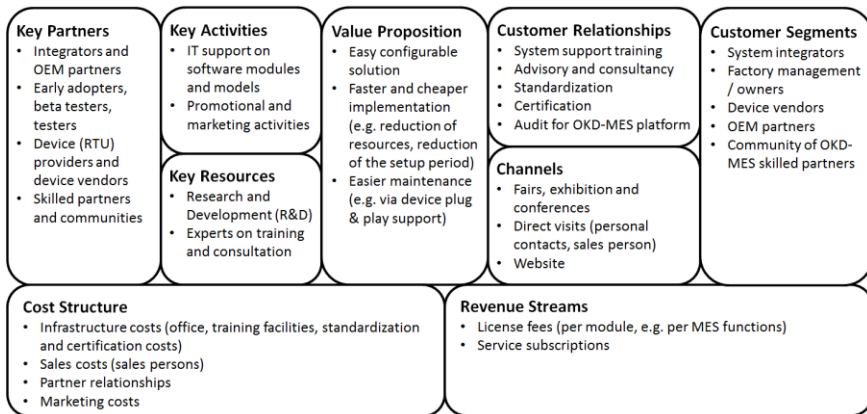 Key Partners
• Integrators and
OEM partners
• Early adopters,
beta testers,
testers
• Device (RTU)
providers and
device vendors
• Skilled partners
and communities
Key Activities
• IT support on
software modules
and models
• Promotional and
marketing activities
Key Resources
• Research and
Development (R&D)
• Experts on training
and consultation
Value Proposition
• Easy configurable
solution
• Faster and cheaper
implementation
(e.g. reduction of
resources, reduction
of the setup period)
• Easier maintenance
(e.g. via device plug
& play support)
Customer Relationships
• System support training
• Advisory and consultancy
• Standardization
• Certification
• Audit for OKD-MES platform
Channels
• Fairs, exhibition and
conferences
• Direct visits (personal
contacts, sales person)
• Website
Customer Segments
• System integrators
• Factory management
/ owners
• Device vendors
• OEM partners
• Community of OKD-
MES skilled partners
Cost Structure
• Infrastructure costs (office, training facilities, standardization
and certification costs)
• Sales costs (sales persons)
• Partner relationships
• Marketing costs
Revenue Streams
• License fees (per module, e.g. per MES functions)
• Service subscriptions